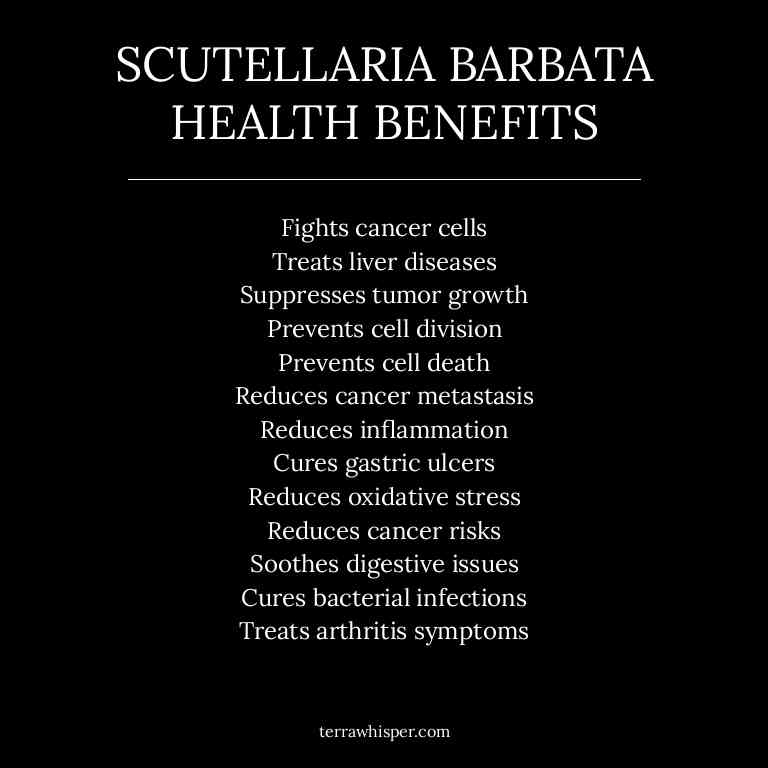 SCUTELLARIA BARBATA
HEALTH BENEFITS
Fights cancer cells
Treats liver diseases
Suppresses tumor growth
Prevents cell division
Prevents cell death
Reduces cancer metastasis
Reduces inflammation
Cures gastric ulcers
Reduces oxidative stress
Reduces cancer risks
Soothes digestive issues
Cures bacterial infections
Treats arthritis symptoms
terrawhisper.com